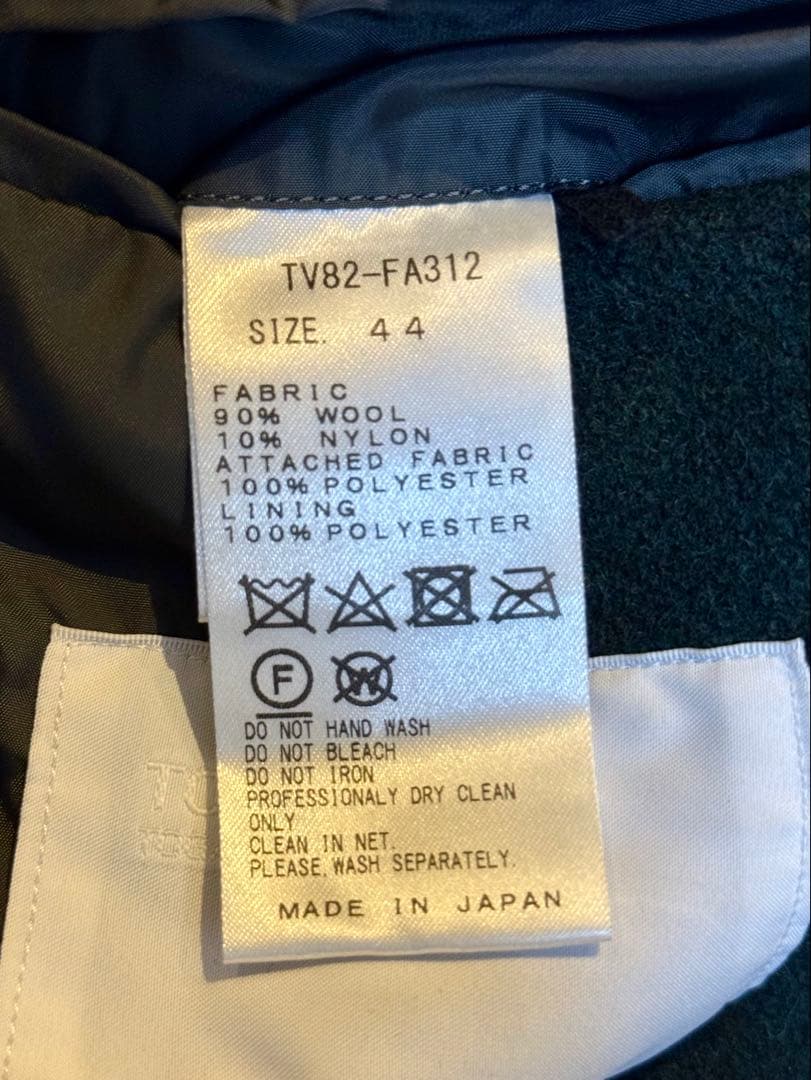 TV82-FA312
SIZE. 44
FABRIC
90% WOOL
10% NYLON
ATTACHED FABRIC
100% POLYESTER
LINING
100% POLYESTER
F W
DO NOT HAND WASH
DO NOT BLEACH
DO NOT IRON
PROFESSIONALY DRY CLEAN
ONLY
CLEAN IN NET.
PLEASE.WASH SEPARATELY.
MADE IN JAPAN